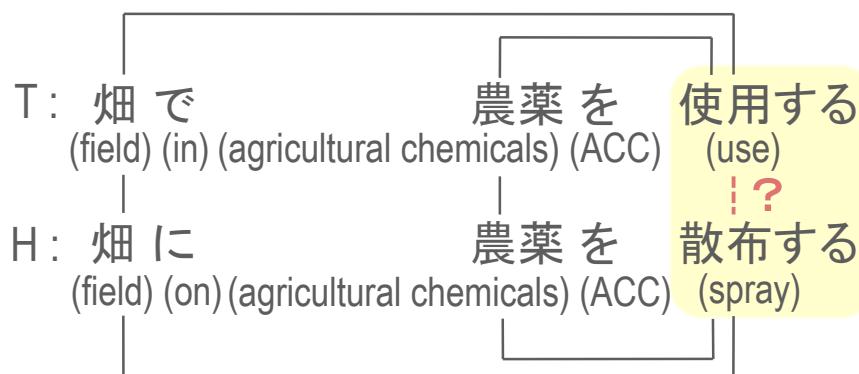 T : 畑 で 農薬 を 使用する
(field) (in) (agricultural chemicals) (ACC) (use)
?
H : 畑 に 農薬 を 散布する
(field) (on) (agricultural chemicals) (ACC) (spray)